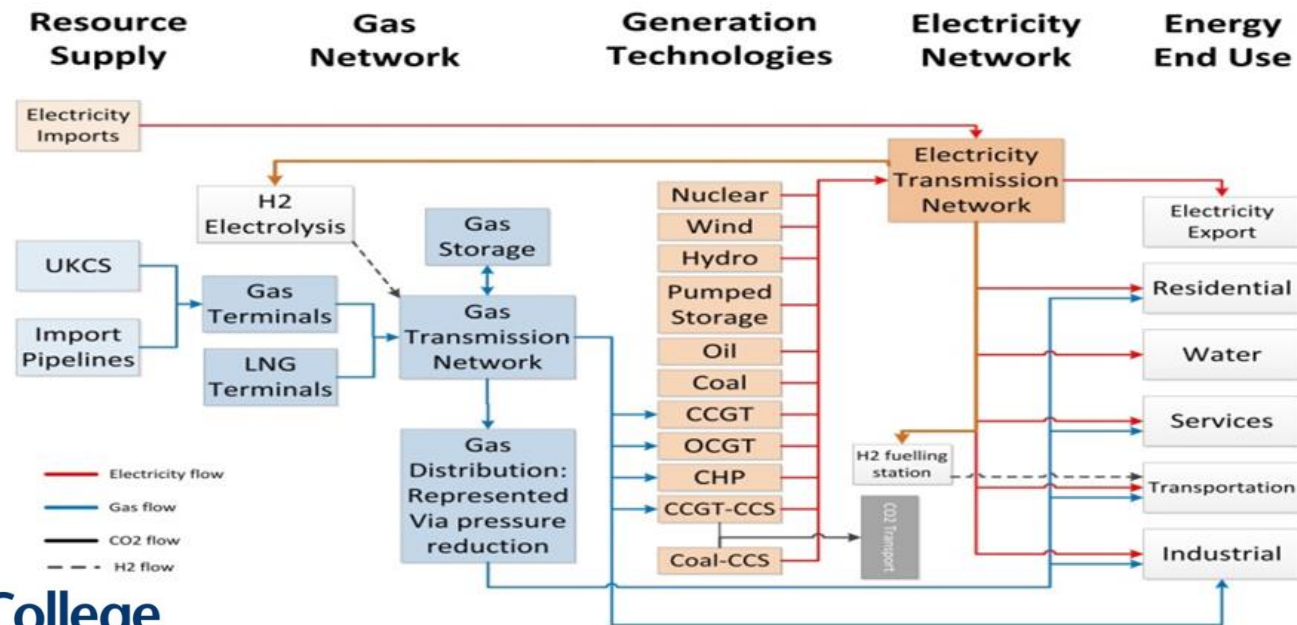 Resource
Supply
Gas
Network
Generation
Technologies
Electricity
Network
Energy
End Use
Electricity
Imports
H2
Electrolysis
UKCS
Import
Pipelines
Gas
Terminals
LNG
Terminals
Gas
Storage
Gas
Transmission
Network
Gas
Distribution:
Represented
Via pressure
reduction
Nuclear
Wind
Hydro
Pumped
Storage
Oil
Coal
CCGT
OCGT
CHP
CCGT-CCS
Coal-CCS
Electricity
Transmission
Network
H2 fuelling
station
CO2 Transport
Electricity
Export
Residential
Water
Services
Transportation
Industrial
Electricity flow
Gas flow
CO2 flow
H2 flow
College